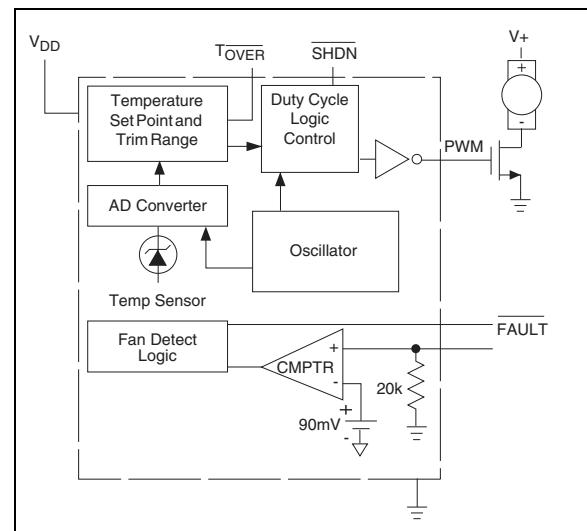 VDD
TOVER
SHDN
V+
Temperature
Set Point and
Trim Range
Duty Cycle
Logic
Control
+
-
PWM
AD Converter
Oscillator
Temp Sensor
Fan Detect
Logic
CMPTR
+
-
FAULT
20k
+
90mV
-